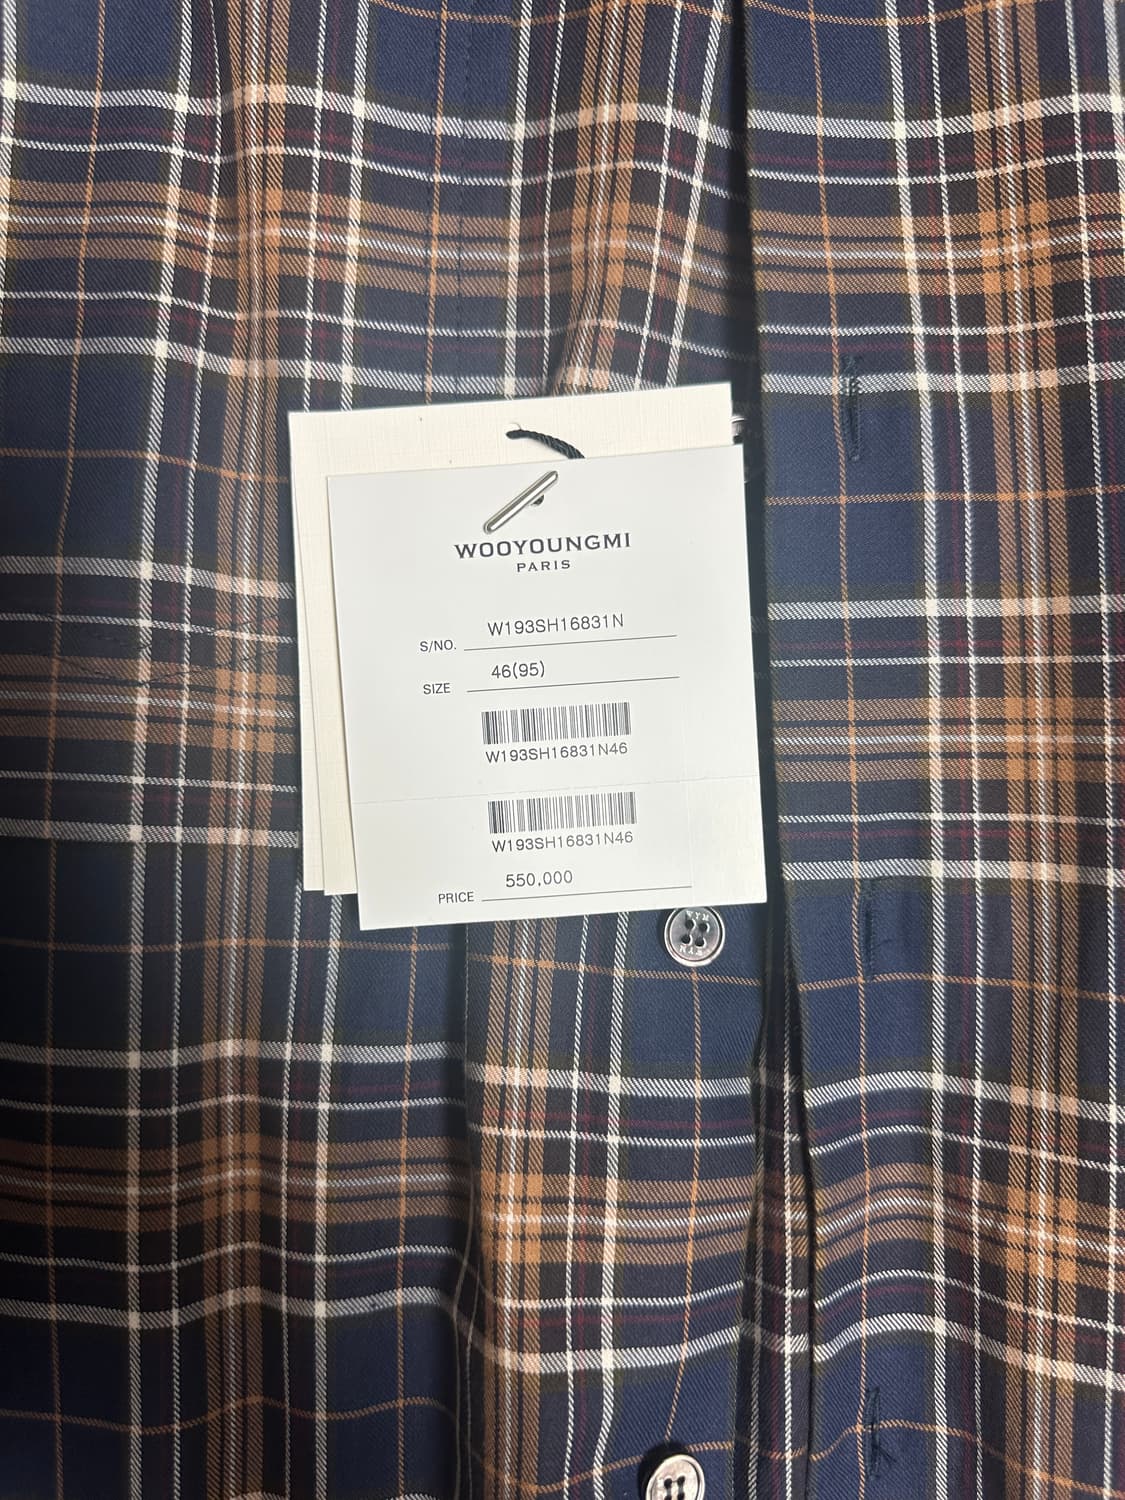 WOOYOUNGMI
PARIS
S/NO. W193SH16831N
SIZE 46(95)
W193SH16831N46
W193SH16831N46
PRICE 550,000